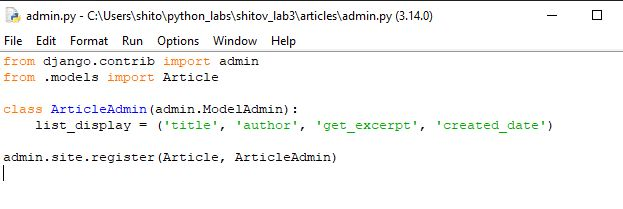 admin.py - C:\Users\shito\python_labs\shitov_lab3\articles\admin.py (3.14.0)
File Edit Format Run Options Window Help
from django.contrib import admin
from .models import Article

class ArticleAdmin(admin.ModelAdmin):
    list_display = ('title', 'author', 'get_excerpt', 'created_date')

admin.site.register(Article, ArticleAdmin)